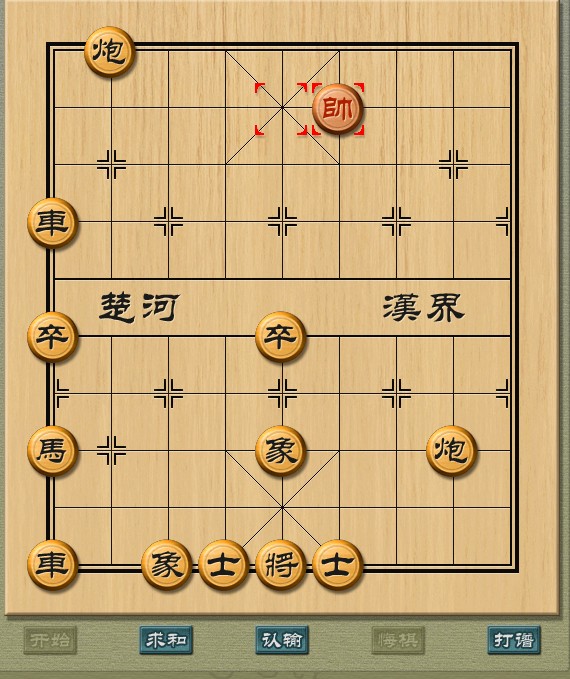 炮
帥
車
楚河 漢界
卒 卒
馬 象 炮
車 象 士 將 士
开始 求和 认输 悔棋 打谱